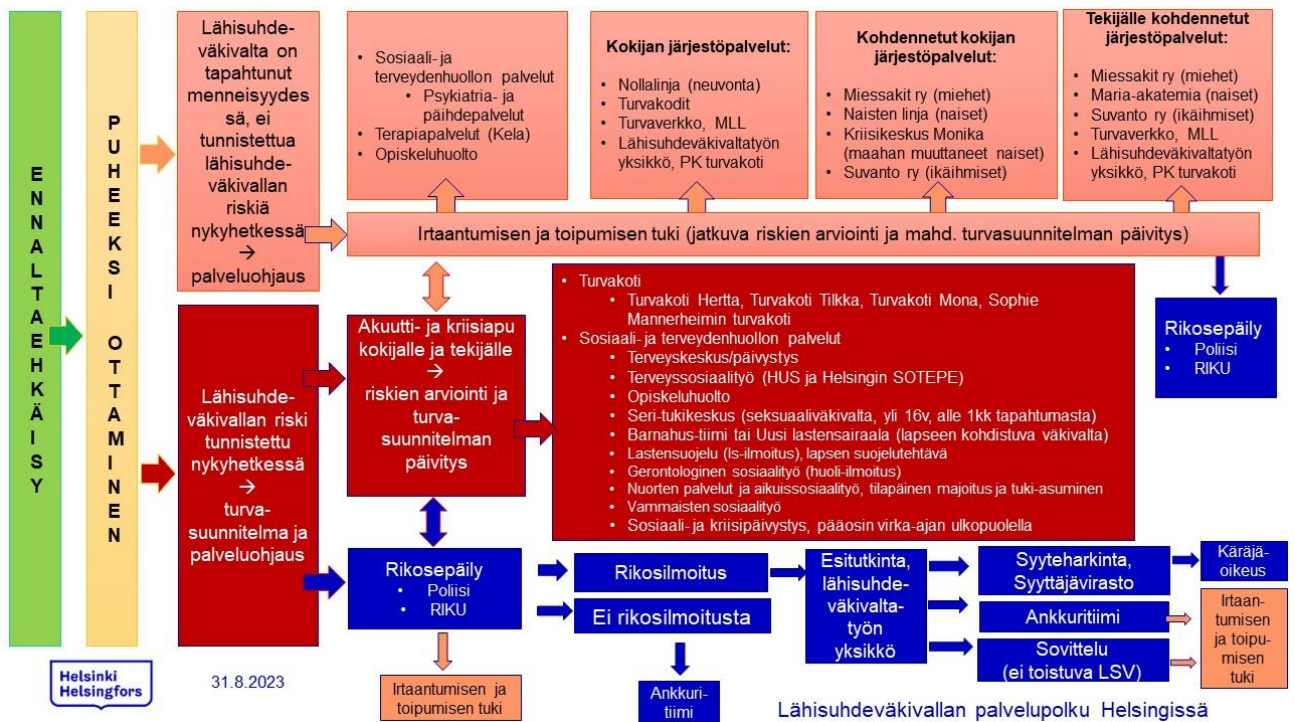 ENNALTAEHKÄISY
PUHEEKSI OTTAMINEN
Lähisuhde-
väkivalta on
tapahtunut
menneisyydes
sä, ei
tunnistettua
lähisuhde-
väkivallan
riskiä
nykyhetkessä
→
palveluohjaus
• Sosiaali- ja
terveydenhuollon palvelut
• Psykiatria- ja
päihdepalvelut
• Terapiapalvelut (Kela)
• Opiskeluhuolto
Kokijan järjestöpalvelut:
• Nollalinja (neuvonta)
• Turvakodit
• Turvaverkko, MLL
• Lähisuhdeväkivaltatyön
yksikkö, PK turvakoti
Kohdennetut kokijan
järjestöpalvelut:
• Miessakit ry (miehet)
• Naisten linja (naiset)
• Kriisikeskus Monika
(maahan muuttaneet naiset)
• Suvanto ry (ikäihmiset)
Tekijälle kohdennetut
järjestöpalvelut:
• Miessakit ry (miehet)
• Maria-akatemia (naiset)
• Suvanto ry (ikäihmiset)
• Turvaverkko, MLL
• Lähisuhdeväkivaltatyön
yksikkö, PK turvakoti
Irtaantumisen ja toipumisen tuki (jatkuva riskien arviointi ja mahd. turvasuunnitelman päivitys)
Lähisuhde-
väkivallan riski
tunnistettu
nykyhetkessä
→
turva-
suunnitelma ja
palveluohjaus
Akuutti- ja kriisiapu
kokijalle ja tekijälle
→
riskien arviointi ja
turva-
suunnitelman
päivitys
• Turvakoti
• Turvakoti Hertta, Turvakoti Tilkka, Turvakoti Mona, Sophie
Mannerheimin turvakoti
• Sosiaali- ja terveydenhuollon palvelut
• Terveyskeskus/päivystys
• Terveyssosiaalityö (HUS ja Helsingin SOTEPE)
• Opiskeluhuolto
• Seri-tukikeskus (seksuaaliväkivalta, yli 16v, alle 1kk tapahtumasta)
• Barnahus-tiimi tai Uusi lastensairaala (lapseen kohdistuva väkivalta)
• Lastensuojelu (ls-ilmoitus), lapsen suojelutehtävä
• Gerontologinen sosiaalityö (huoli-ilmoitus)
• Nuorten palvelut ja aikuissosiaalityö, tilapäinen majoitus ja tuki-asuminen
• Vammaisten sosiaalityö
• Sosiaali- ja kriisipäivystys, pääosin virka-ajan ulkopuolella
Rikosepäily
• Poliisi
• RIKU
Rikosepäily
• Poliisi
• RIKU
Rikosilmoitus
Ei rikosilmoitusta
Esitutkinta,
lähisuhde-
väkivalta-
työn
yksikkö
Syyteharkinta,
Syyttäjävirasto
Ankkuritiimi
Sovittelu
(ei toistuva LSV)
Käräjä-
oikeus
Irtaan-
tumisen
ja toipu-
misen
tuki
Irtaantumisen ja
toipumisen tuki
Ankkuri-
tiimi
Helsinki
Helsingfors
31.8.2023
Lähisuhdeväkivallan palvelupolku Helsingissä